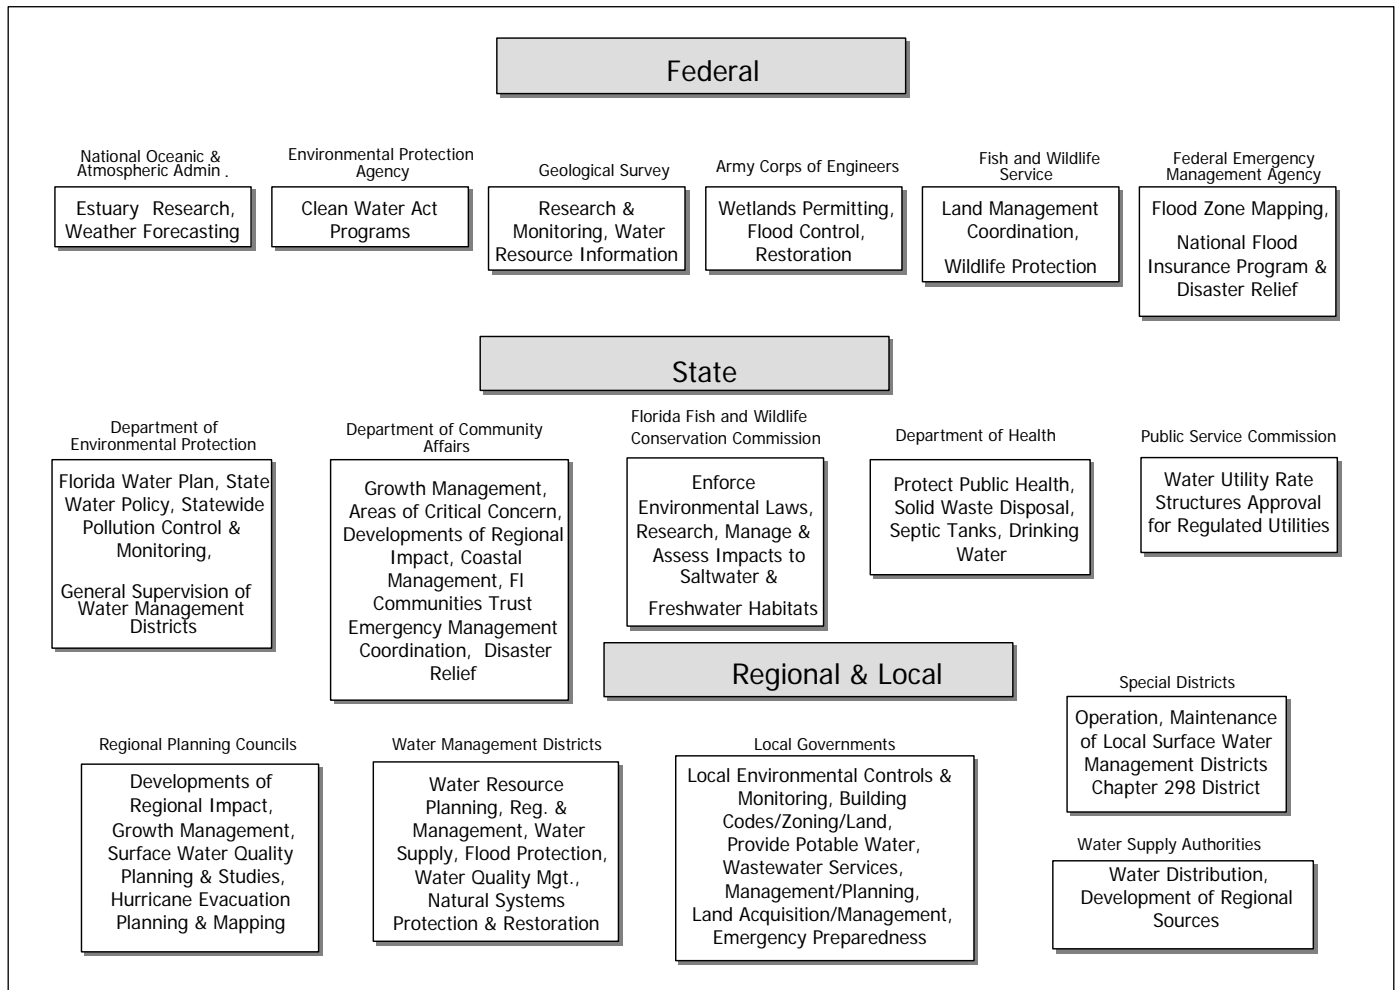 Federal
National Oceanic &
Atmospheric Admin .
Estuary Research,
Weather Forecasting
Environmental Protection
Agency
Clean Water Act
Programs
Geological Survey
Research &
Monitoring, Water
Resource Information
Army Corps of Engineers
Wetlands Permitting,
Flood Control,
Restoration
Fish and Wildlife
Service
Land Management
Coordination,
Wildlife Protection
Federal Emergency
Management Agency
Flood Zone Mapping,
National Flood
Insurance Program &
Disaster Relief
State
Department of
Environmental Protection
Florida Water Plan, State
Water Policy, Statewide
Pollution Control &
Monitoring,
General Supervision of
Water Management
Districts
Department of Community
Affairs
Growth Management,
Areas of Critical Concern,
Developments of Regional
Impact, Coastal
Management, Fl
Communities Trust
Emergency Management
Coordination, Disaster
Relief
Florida Fish and Wildlife
Conservation Commission
Enforce
Environmental Laws,
Research, Manage &
Assess Impacts to
Saltwater &
Freshwater Habitats
Department of Health
Protect Public Health,
Solid Waste Disposal,
Septic Tanks, Drinking
Water
Public Service Commission
Water Utility Rate
Structures Approval
for Regulated Utilities
Regional & Local
Regional Planning Councils
Developments of
Regional Impact,
Growth Management,
Surface Water Quality
Planning & Studies,
Hurricane Evacuation
Planning & Mapping
Water Management Districts
Water Resource
Planning, Reg. &
Management, Water
Supply, Flood Protection,
Water Quality Mgt.,
Natural Systems
Protection & Restoration
Local Governments
Local Environmental Controls &
Monitoring, Building
Codes/Zoning/Land,
Provide Potable Water,
Wastewater Services,
Management/Planning,
Land Acquisition/Management,
Emergency Preparedness
Special Districts
Operation, Maintenance
of Local Surface Water
Management Districts
Chapter 298 District
Water Supply Authorities
Water Distribution,
Development of Regional
Sources